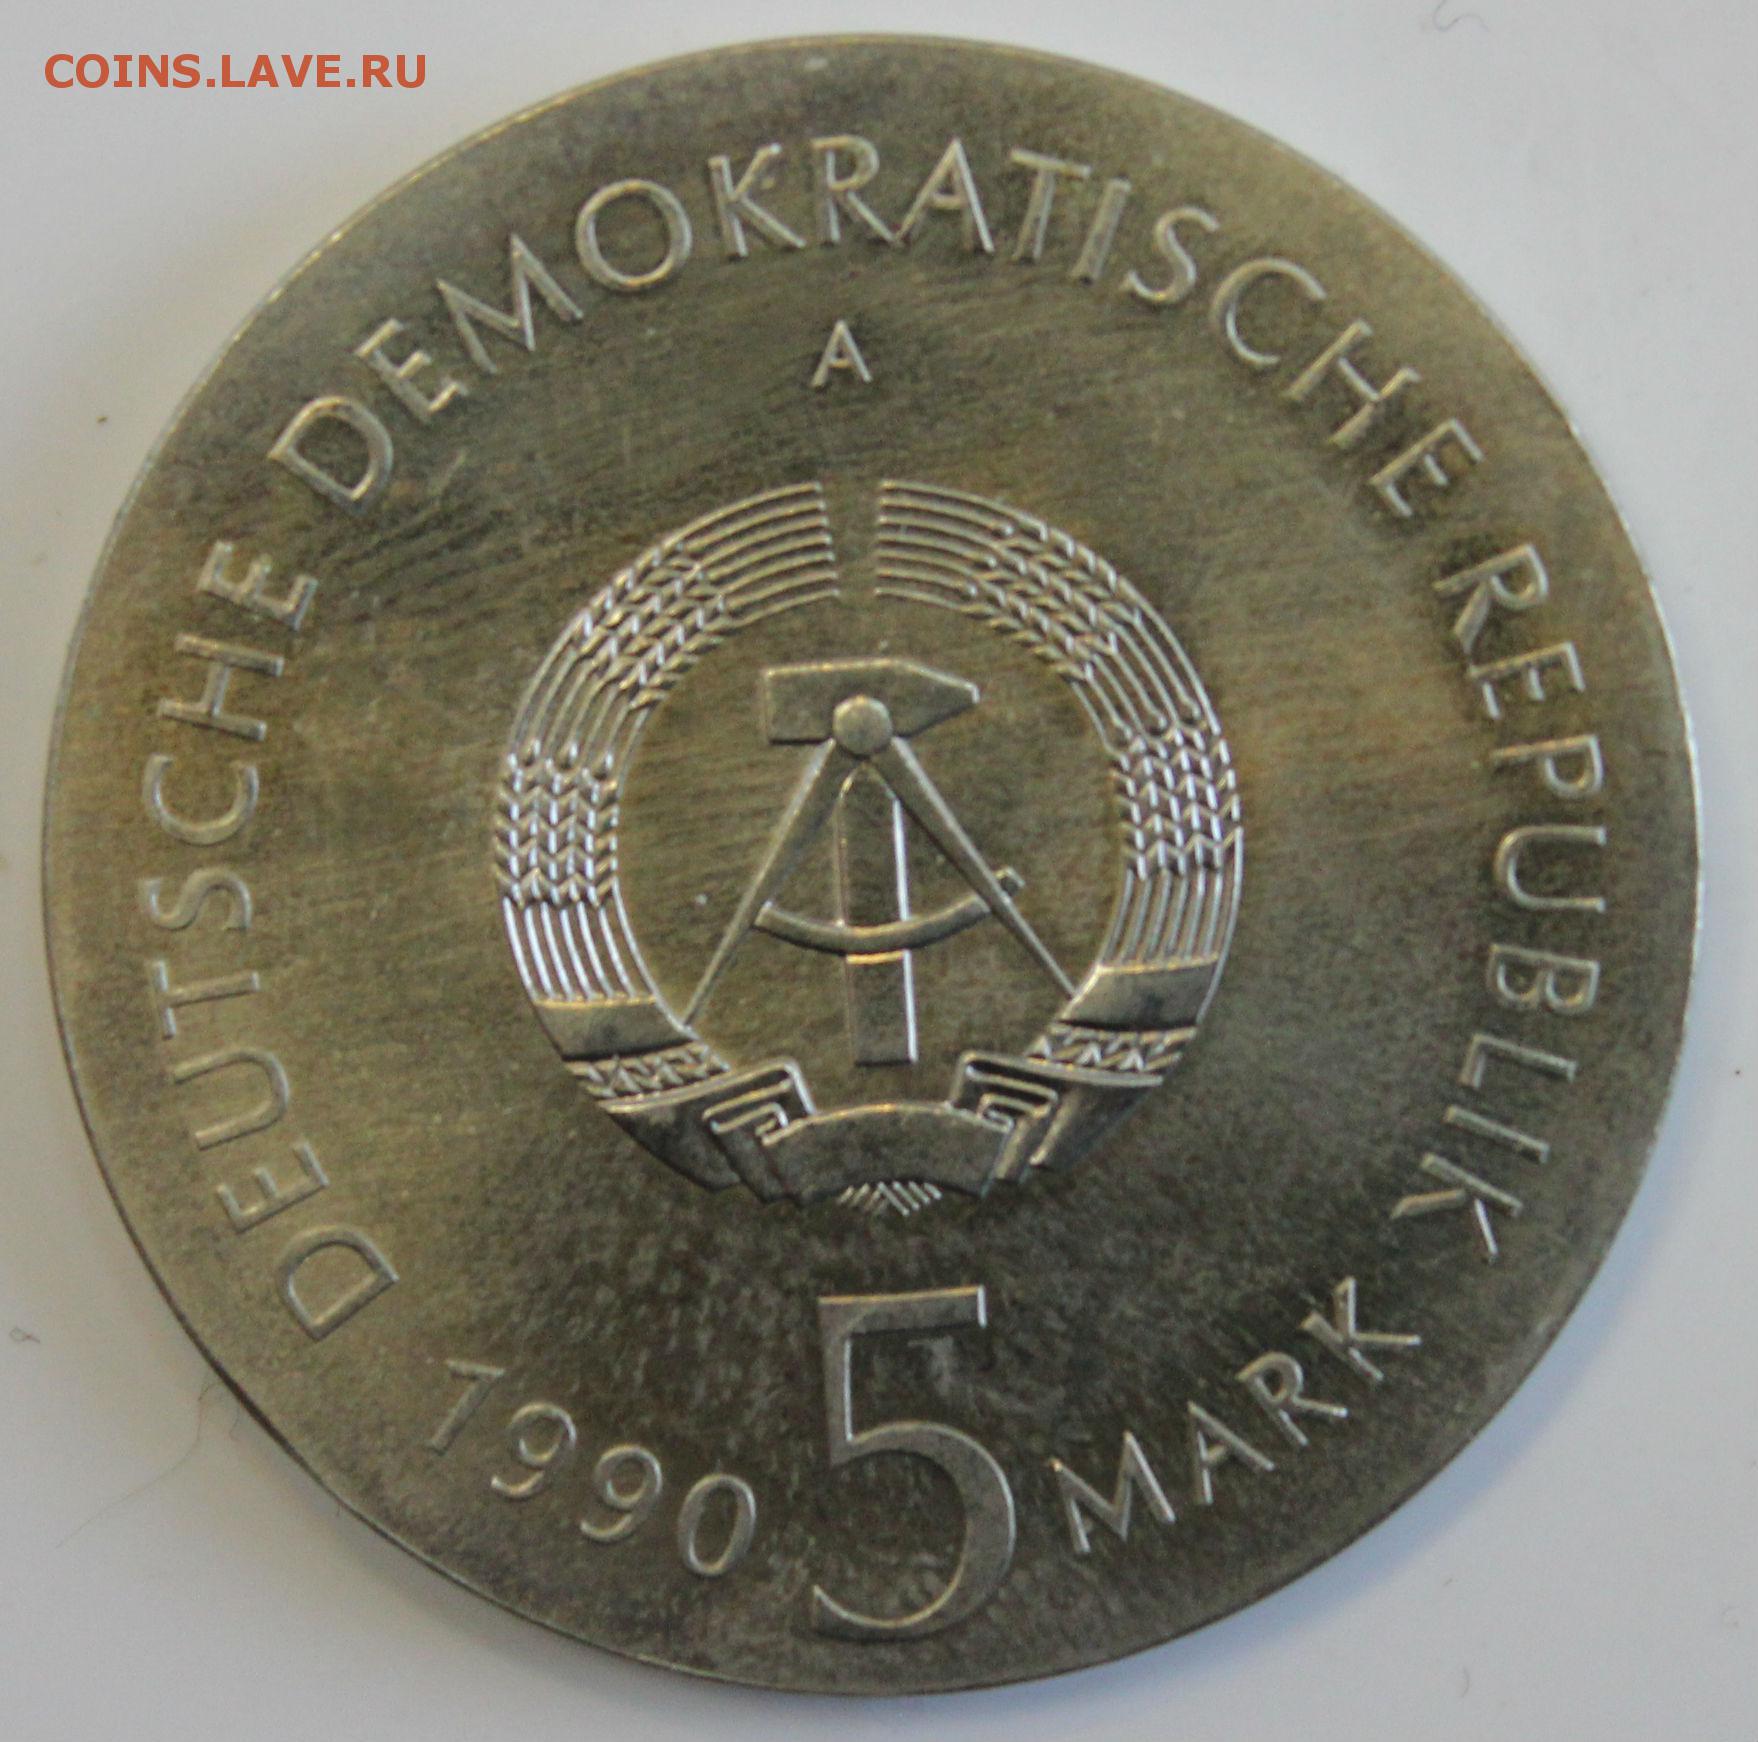 COINS.LAVE.RU
DEUTSCHE DEMOKRATISCHE REPUBLIK
A
1990 5 MARK